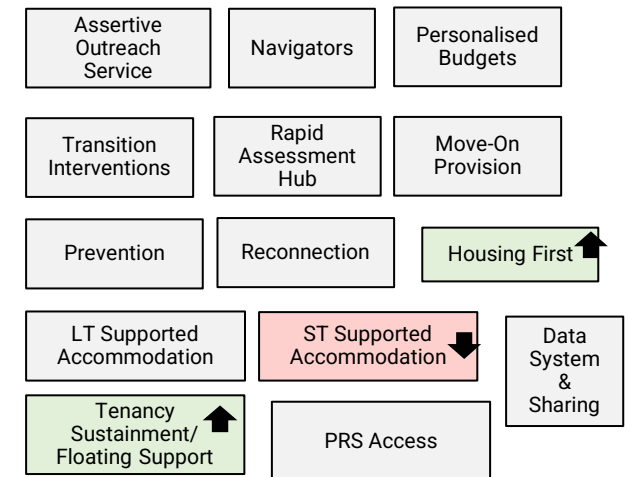 Assertive
Outreach
Service
Navigators
Personalised
Budgets
Transition
Interventions
Rapid
Assessment
Hub
Move-On
Provision
Prevention
Reconnection
Housing First
LT Supported
Accommodation
ST Supported
Accommodation
Data
System
&
Sharing
Tenancy
Sustainment/
Floating Support
PRS Access